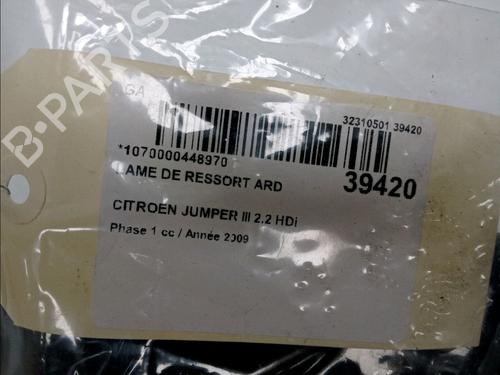 GA
32310501 39420
*1070000448970
39420
LAME DE RESSORT ARD
CITROEN JUMPER III 2.2 HDi
Phase 1 cc / Année 2009
B-PARTS